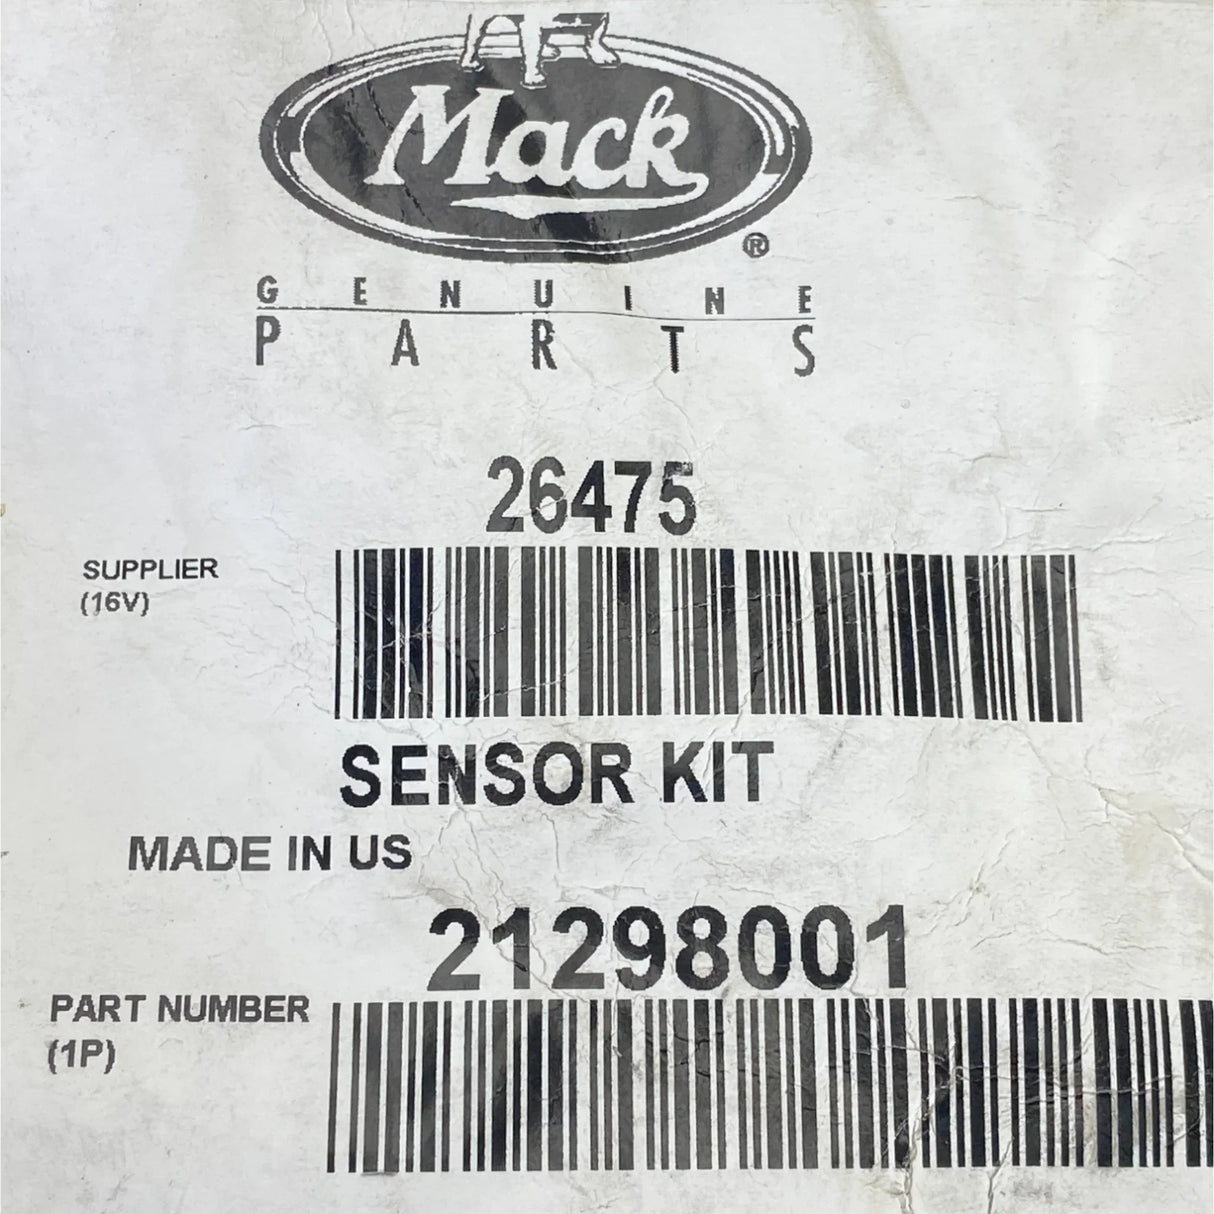 Mack
®
GENUINE
PARTS
26475
SUPPLIER
(16V)
SENSOR KIT
MADE IN US
21298001
PART NUMBER
(1P)